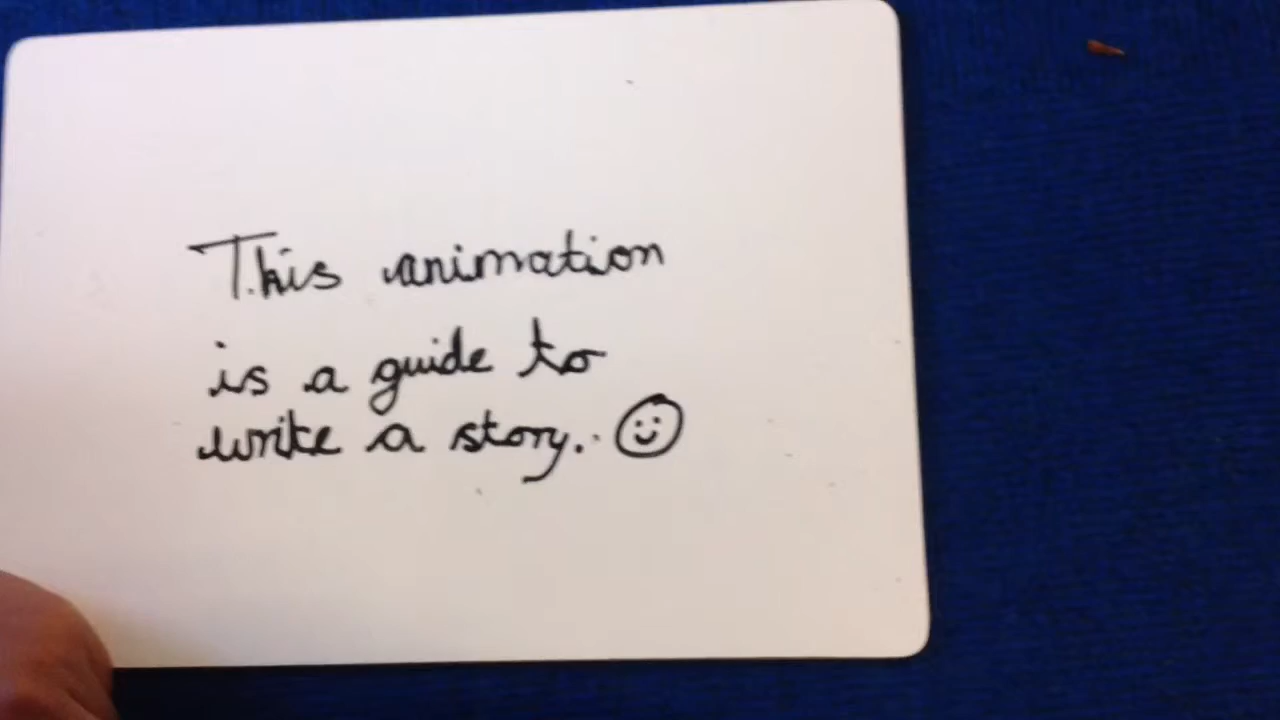 This animation
is a guide to
write a story. ☺